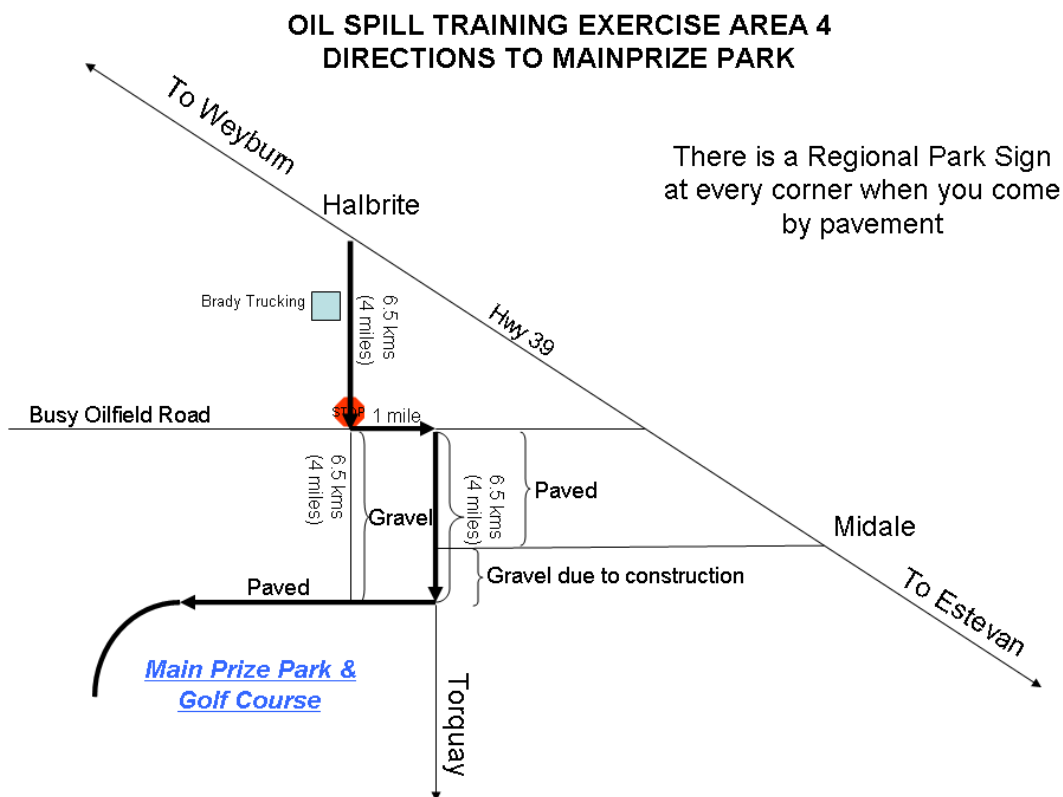 OIL SPILL TRAINING EXERCISE AREA 4
DIRECTIONS TO MAINPRIZE PARK
To Weyburn
There is a Regional Park Sign
at every corner when you come
by pavement
Halbrite
Brady Trucking
6.5 kms
(4 miles)
Hwy 39
Busy Oilfield Road
STOP
1 mile
6.5 kms
(4 miles)
Gravel
6.5 kms
(4 miles)
Paved
Midale
Gravel due to construction
Paved
To Estevan
Main Prize Park &
Golf Course
Torquay